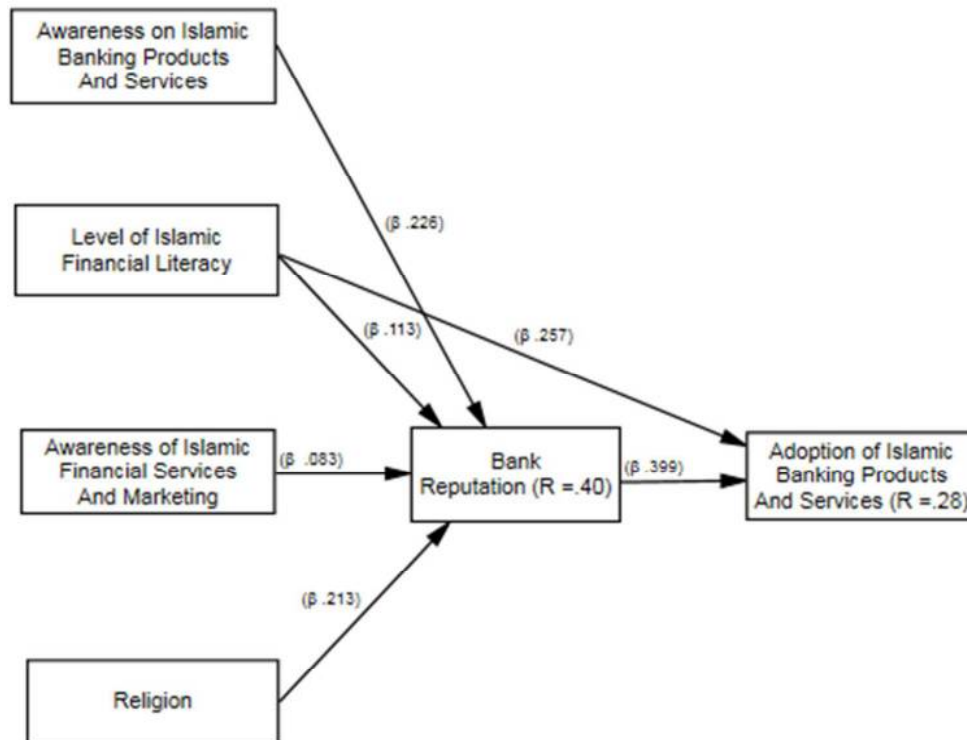 Awareness on Islamic
Banking Products
And Services
(β .226)
Level of Islamic
Financial Literacy
(β .113)
(β .257)
Awareness of Islamic
Financial Services
And Marketing
(β .083)
Bank
Reputation (R =.40)
(β .399)
Adoption of Islamic
Banking Products
And Services (R =.28)
(β .213)
Religion